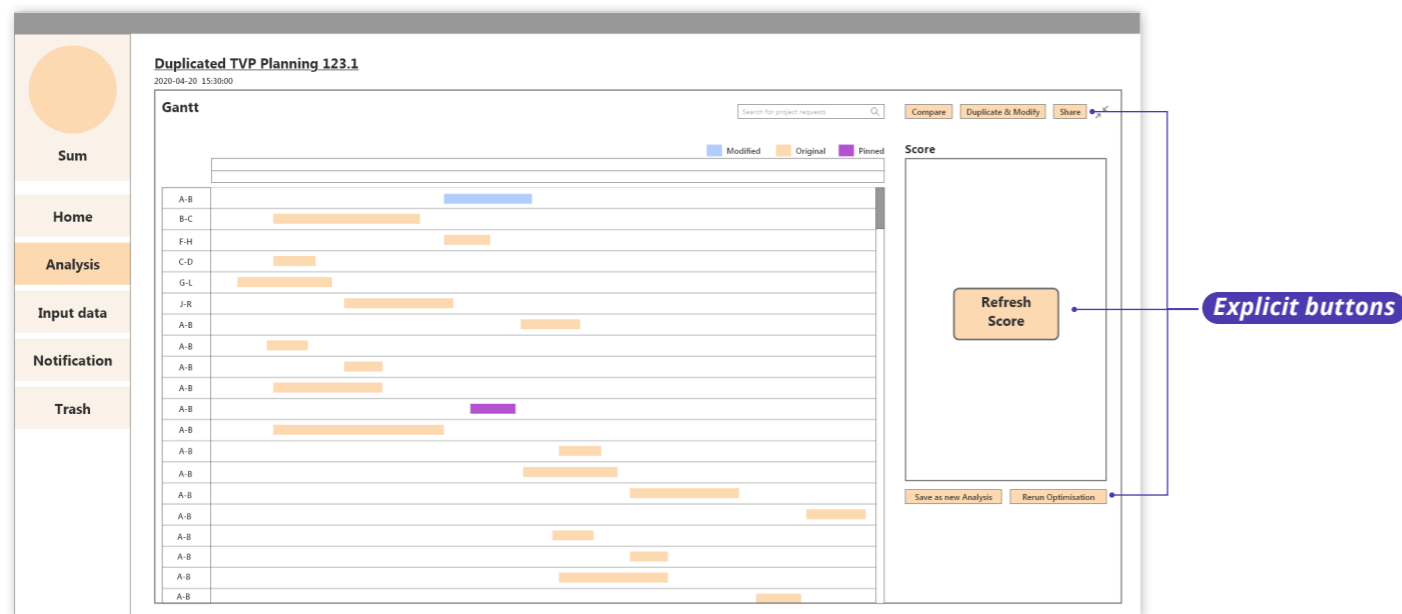 Duplicated TVP Planning 123.1
2020-04-20 15:30:00
Sum
Home
Analysis
Input data
Notification
Trash
Gantt
Search for project requests
Compare
Duplicate & Modify
Share
Modified
Original
Pinned
Score
A-B
B-C
F-H
C-D
G-L
J-R
A-B
A-B
A-B
A-B
A-B
A-B
A-B
A-B
A-B
A-B
A-B
A-B
A-B
A-B
Refresh
Score
Save as new Analysis
Rerun Optimisation
Explicit buttons